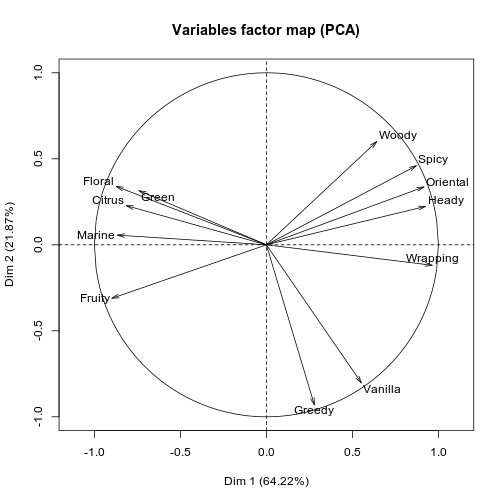 Variables factor map (PCA)
Woody
Spicy
Floral
Oriental
Green
Citrus
Heady
Marine
Wrapping
Fruity
Vanilla
Greedy
1.0
0.5
0.0
-0.5
-1.0
Dim 2 (21.87%)
-1.0 -0.5 0.0 0.5 1.0
Dim 1 (64.22%)